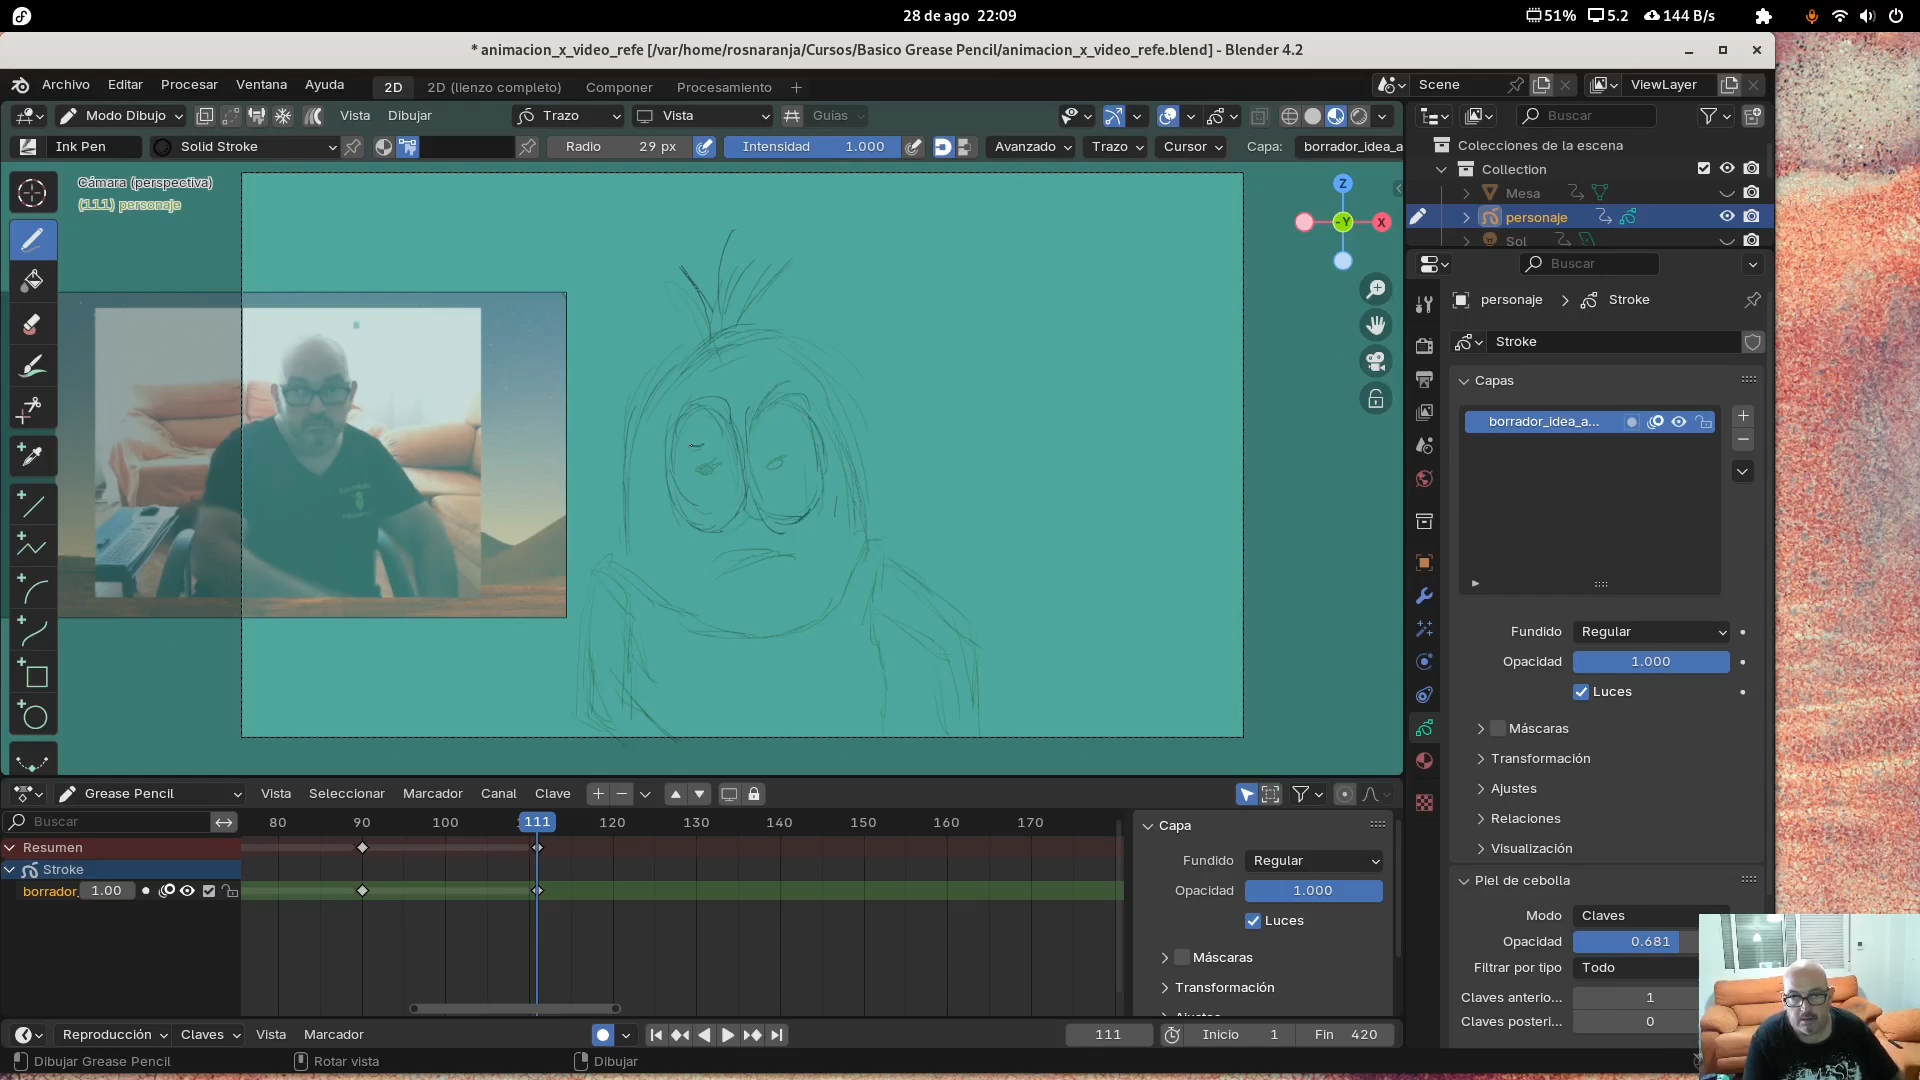 28 de ago 22:09
51% 5.2 144 B/s
* animacion_x_video_refe [/var/home/rosnaranja/Cursos/Basico Grease Pencil/animacion_x_video_refe.blend] - Blender 4.2
Archivo Editar Procesar Ventana Ayuda 2D 2D (lienzo completo) Componer Procesamiento + Scene ViewLayer
Modo Dibujo Vista Dibujar Trazo Vista Guías Buscar
Ink Pen Solid Stroke Radio 29 px Intensidad 1.000 Avanzado Trazo Cursor Capa: borrador_idea_a
Colecciones de la escena
Collection
Mesa
personaje
Sol
Cámara (perspectiva)
(111) personaje
Z
-Y X
Buscar
personaje > Stroke
Stroke
Capas
borrador_idea_a...
Fundido Regular
Opacidad 1.000
Luces
Máscaras
Transformación
Ajustes
Relaciones
Visualización
Piel de cebolla
Modo Claves
Opacidad 0.681
Filtrar por tipo Todo
Claves anterio... 1
Claves posteri... 0
Grease Pencil Vista Seleccionar Marcador Canal Clave
Buscar 80 90 100 111 120 130 140 150 160 170
Resumen
Stroke
borrador_ 1.00
Capa
Fundido Regular
Opacidad 1.000
Luces
Máscaras
Transformación
Reproducción Claves Vista Marcador 111 Inicio 1 Fin 420
Dibujar Grease Pencil Rotar vista Dibujar